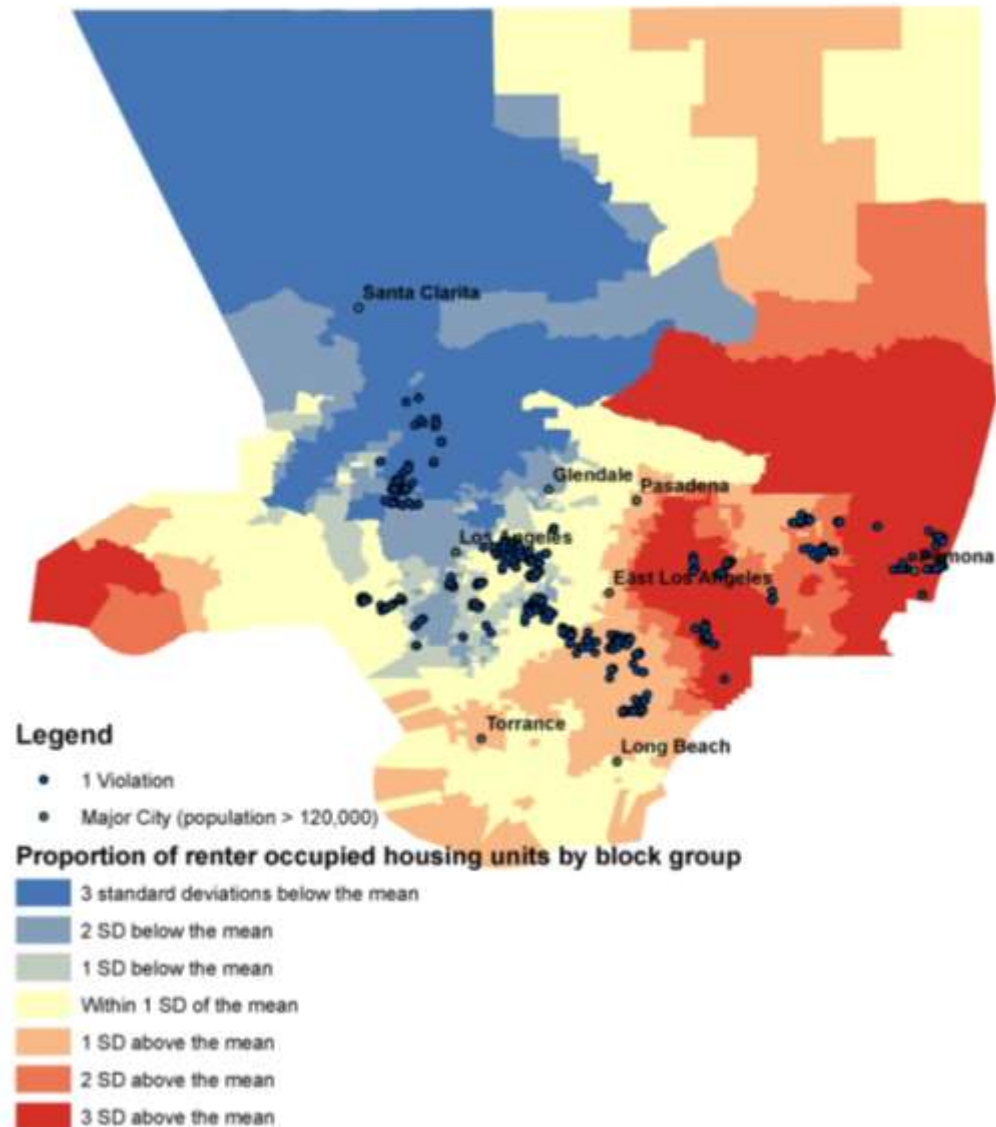 Santa Clarita
Glendale
Pasadena
Los Angeles
Pomona
East Los Angeles
Torrance
Long Beach
Legend
1 Violation
Major City (population > 120,000)
Proportion of renter occupied housing units by block group
3 standard deviations below the mean
2 SD below the mean
1 SD below the mean
Within 1 SD of the mean
1 SD above the mean
2 SD above the mean
3 SD above the mean